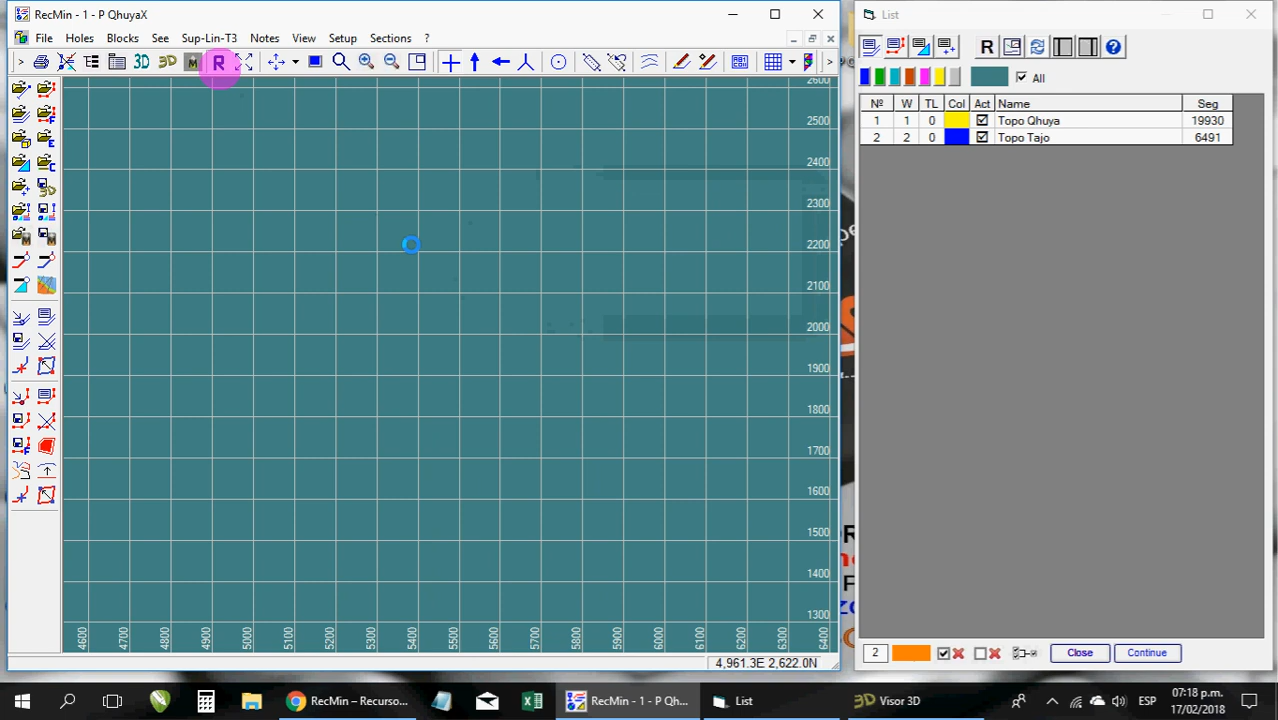 RecMin - 1 - P QhuyaX
File Holes Blocks See Sup-Lin-T3 Notes View Setup Sections ?
> 3D 3D M R >
F
E
C
3D
M M
F
2600
2500
2400
2300
2200
2100
2000
1900
1800
1700
1600
1500
1400
1300
4600 4700 4800 4900 5000 5100 5200 5300 5400 5500 5600 5700 5800 5900 6000 6100 6200 6300 6400
4,961.3E 2,622.0N
List
R ?
All
Nº W TL Col Act Name Seg
1 1 0 Topo Qhuya 19930
2 2 0 Topo Tajo 6491
2 Close Continue
RecMin – Recurso... RecMin - 1 - P Qh... List 3D Visor 3D ESP 07:18 p.m.
17/02/2018